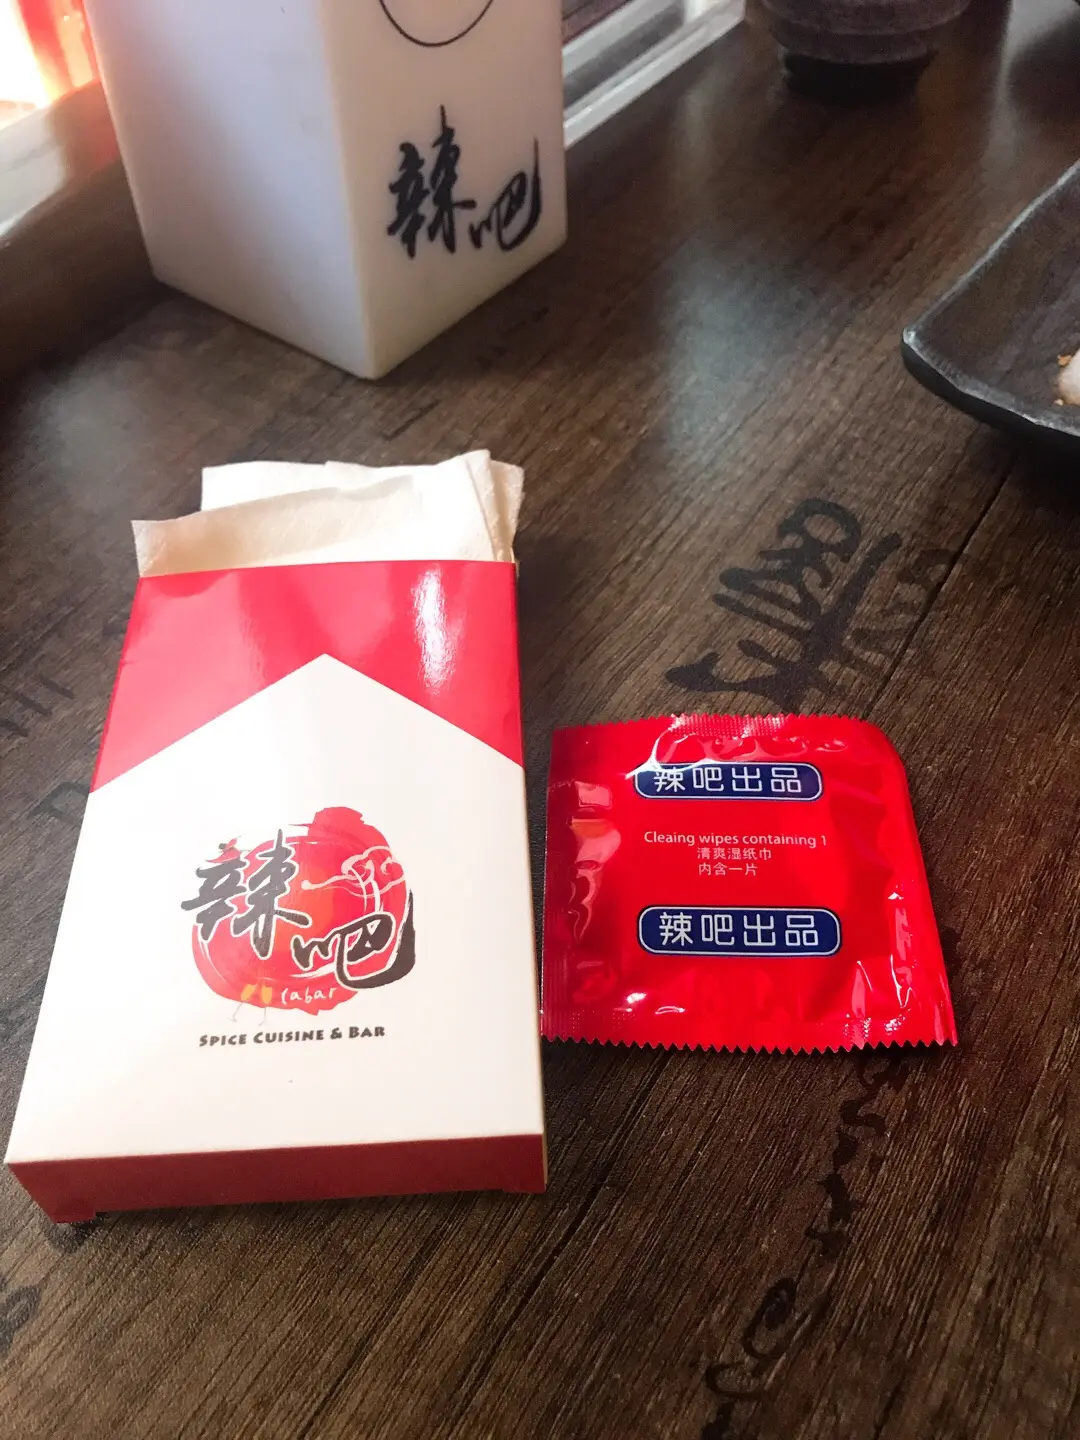 辣吧
辣吧
Labar
SPICE CUISINE & BAR
辣吧出品
Cleaing wipes containing 1
清爽湿纸巾
内含一片
辣吧出品